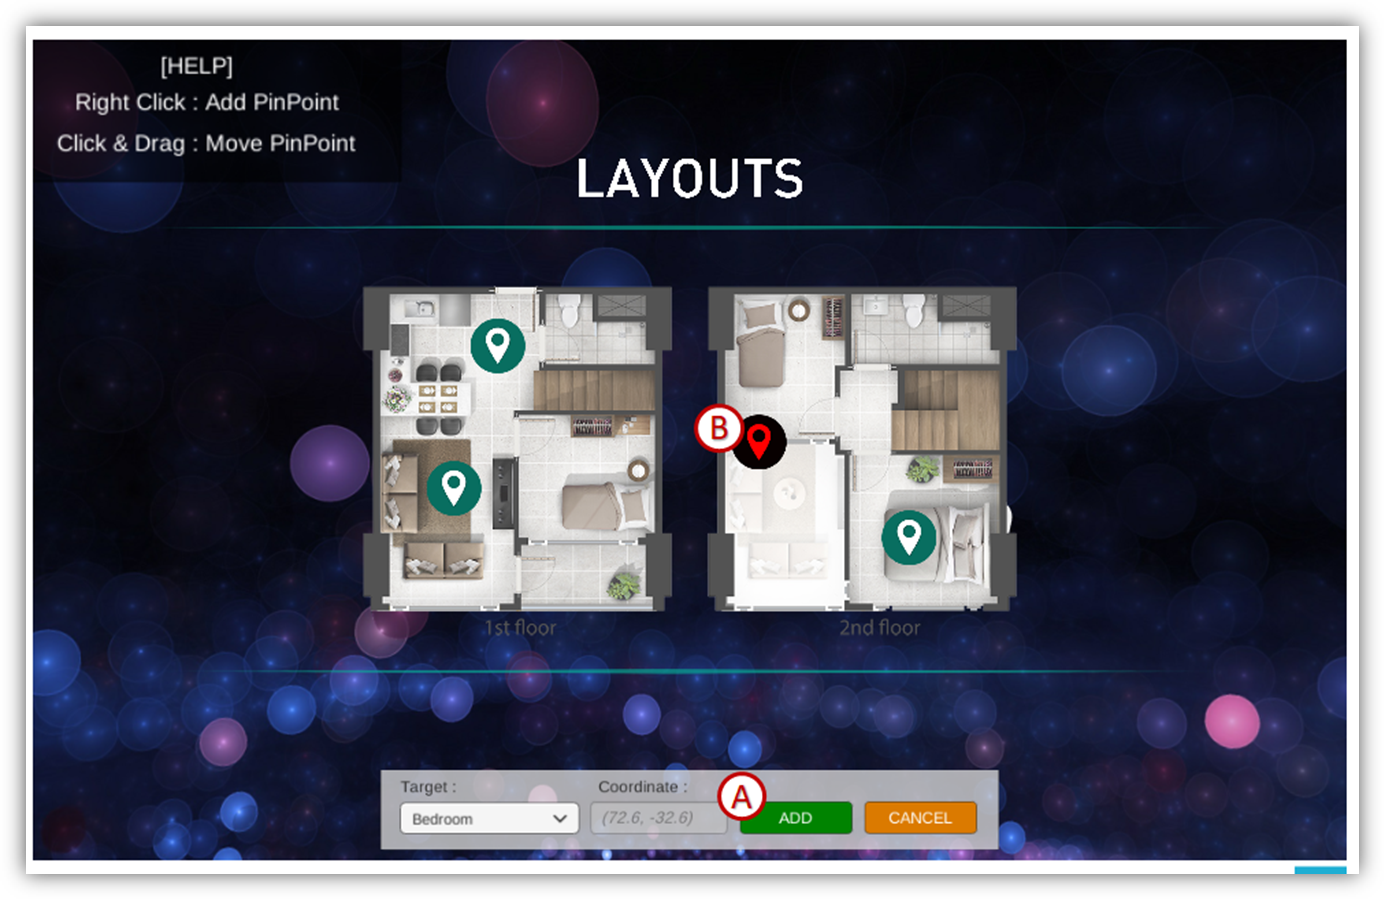 [HELP]
Right Click : Add PinPoint
Click & Drag : Move PinPoint
LAYOUTS
B
1st floor
2nd floor
Target :
Coordinate :
A
Bedroom
(72.6, -32.6)
ADD
CANCEL